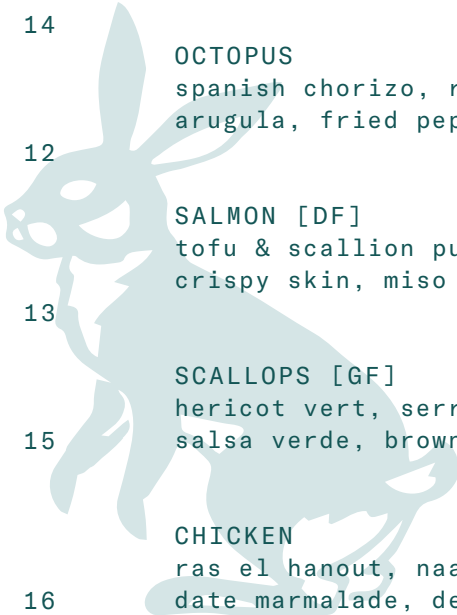 14
OCTOPUS
spanish chorizo, r
arugula, fried pep
12
SALMON [DF]
tofu & scallion pu
crispy skin, miso
13
SCALLOPS [GF]
hericot vert, serr
15 salsa verde, brown
CHICKEN
ras el hanout, naa
16 date marmalade, de